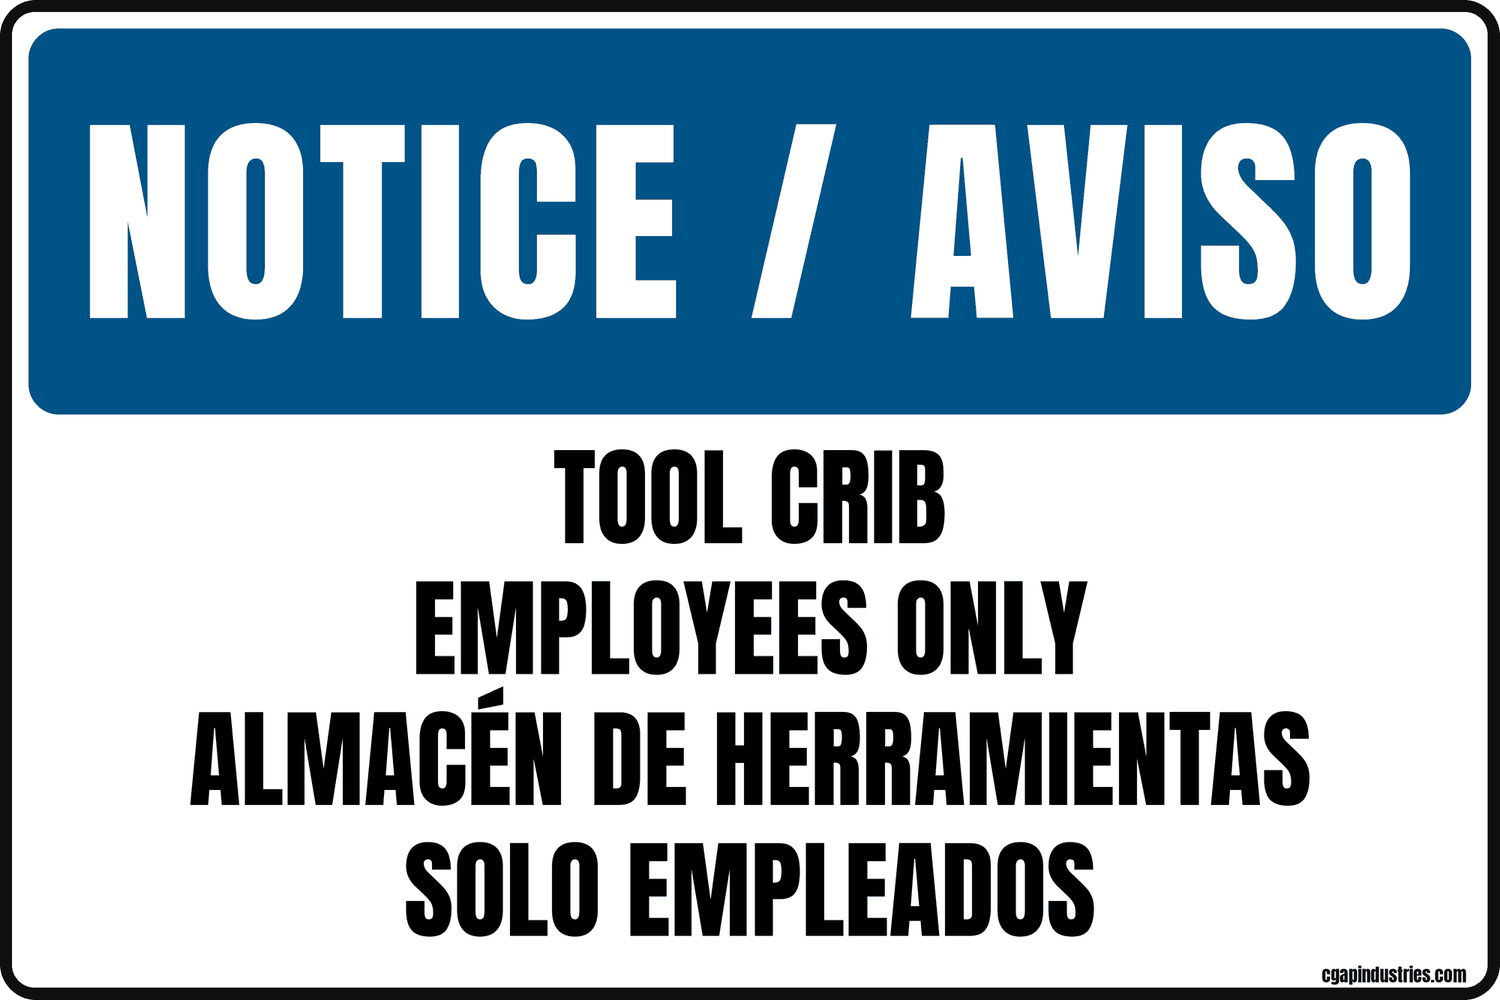 NOTICE / AVISO
TOOL CRIB
EMPLOYEES ONLY
ALMACÉN DE HERRAMIENTAS
SOLO EMPLEADOS
cgapindustries.com